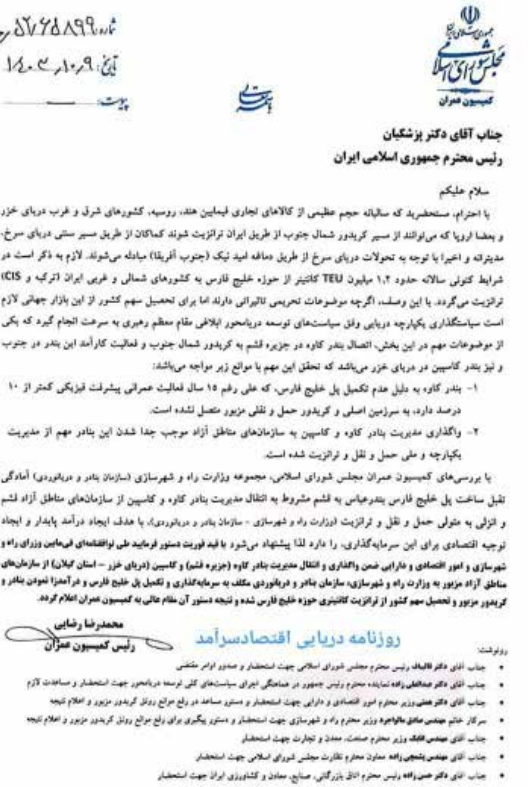 جمهوری اسلامی ایران
مجلس شورای اسلامی
کمیسیون عمران
شماره:
تاریخ: ۱۴۰۳،۱۰،۹
پیوست:
باسمه تعالی
جناب آقای دکتر پزشکیان
رئیس محترم جمهوری اسلامی ایران
سلام علیکم
با احترام، مستحضرید که سالیانه حجم عظیمی از کالاهای تجاری فیمابین هند، روسیه، کشورهای شرق و غرب دریای خزر
و بعضا اروپا که می‌توانند از مسیر کریدور شمال جنوب از طریق ایران ترانزیت شوند کماکان از طریق مسیر سنتی دریای سرخ،
مدیترانه و اخیرا با توجه به تحولات دریای سرخ از طریق دماغه امید نیک (جنوب آفریقا) مبادله می‌شوند. لازم به ذکر است در
شرایط کنونی سالانه حدود ۱،۲ میلیون TEU کانتینر از حوزه خلیج فارس به کشورهای شمالی و غربی ایران (ترکیه و CIS)
ترانزیت می‌گردد. با این وصف، اگرچه موضوعات تحریمی تاثیراتی دارند اما برای تحصیل سهم کشور از این بازار جهانی لازم
است سیاستگذاری یکپارچه دریایی وفق سیاست‌های توسعه دریامحور ابلاغی مقام معظم رهبری به سرعت انجام گیرد که یکی
از موضوعات مهم در این بخش، اتصال بندر کاوه در جزیره قشم به کریدور شمال جنوب و فعالیت کارآمد این بندر در جنوب
و نیز بندر کاسپین در دریای خزر می‌باشد که تحقق این مهم با موانع زیر مواجه می‌باشد:
۱- بندر کاوه به دلیل عدم تکمیل پل خلیج فارس، که علی رغم ۱۵ سال فعالیت عمرانی پیشرفت فیزیکی کمتر از ۱۰
درصد دارد، به سرزمین اصلی و کریدور حمل و نقلی مزبور متصل نشده است.
۲- واگذاری مدیریت بنادر کاوه و کاسپین به سازمان‌های مناطق آزاد موجب جدا شدن این بنادر مهم از مدیریت
یکپارچه و ملی حمل و نقل و ترانزیت شده است.
با بررسی‌های کمیسیون عمران مجلس شورای اسلامی، مجموعه وزارت راه و شهرسازی (سازمان بنادر و دریانوردی) آمادگی
تقبل ساخت پل خلیج فارس بندرعباس به قشم مشروط به انتقال مدیریت بنادر کاوه و کاسپین از سازمان‌های مناطق آزاد قشم
و انزلی به متولی حمل و نقل و ترانزیت (وزارت راه و شهرسازی - سازمان بنادر و دریانوردی)، با هدف ایجاد درآمد پایدار و ایجاد
توجیه اقتصادی برای این سرمایه‌گذاری، را دارد لذا پیشنهاد می‌شود با قید فوریت دستور فرمایید طی توافقنامه‌ای فی‌مابین وزرای راه و
شهرسازی و امور اقتصادی و دارایی ضمن واگذاری و انتقال مدیریت بنادر کاوه (جزیره قشم) و کاسپین (دریای خزر – استان گیلان) از سازمان‌های
مناطق آزاد مزبور به وزارت راه و شهرسازی، سازمان بنادر و دریانوردی مکلف به سرمایه‌گذاری و تکمیل پل خلیج فارس و درآمدزا نمودن بنادر و
کریدور مزبور و تحصیل سهم کشور از ترانزیت کانتینری حوزه خلیج فارس شده و نتیجه دستور آن مقام عالی به کمیسیون عمران اعلام گردد.
محمدرضا رضایی
رئیس کمیسیون عمران
روزنامه دریایی اقتصادسرآمد
رونوشت:
جناب آقای دکتر قالیباف رئیس محترم مجلس شورای اسلامی جهت استحضار و صدور اوامر مقتضی
جناب آقای دکتر عبدالعلی زاده نماینده محترم رئیس جمهور در هماهنگی اجرای سیاست‌های کلی توسعه دریامحور جهت استحضار و مساعدت لازم
جناب آقای دکتر همتی وزیر محترم امور اقتصادی و دارایی جهت استحضار و دستور مساعد در رفع موانع رونق کریدور مزبور و اعلام نتیجه
سرکار خانم مهندس صادق مالواجرد وزیر محترم راه و شهرسازی جهت استحضار و دستور پیگیری برای رفع موانع رونق کریدور مزبور و اعلام نتیجه
جناب آقای مهندس اتابک وزیر محترم صنعت، معدن و تجارت جهت استحضار
جناب آقای مهندس معاون محترم نظارت مجلس شورای اسلامی جهت استحضار
جناب آقای دکتر حسن زاده رئیس محترم اتاق بازرگانی، صنایع، معادن و کشاورزی ایران جهت استحضار